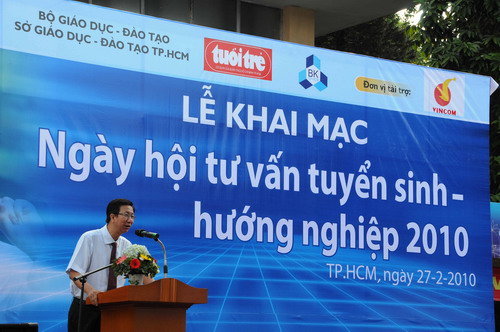 BỘ GIÁO DỤC - ĐÀO TẠO
SỞ GIÁO DỤC - ĐÀO TẠO TP.HCM
tuổi trẻ
BK
Đơn vị tài trợ:
VINCOM
LỄ KHAI MẠC
Ngày hội tư vấn tuyển sinh -
hướng nghiệp 2010
TP.HCM, ngày 27-2-2010